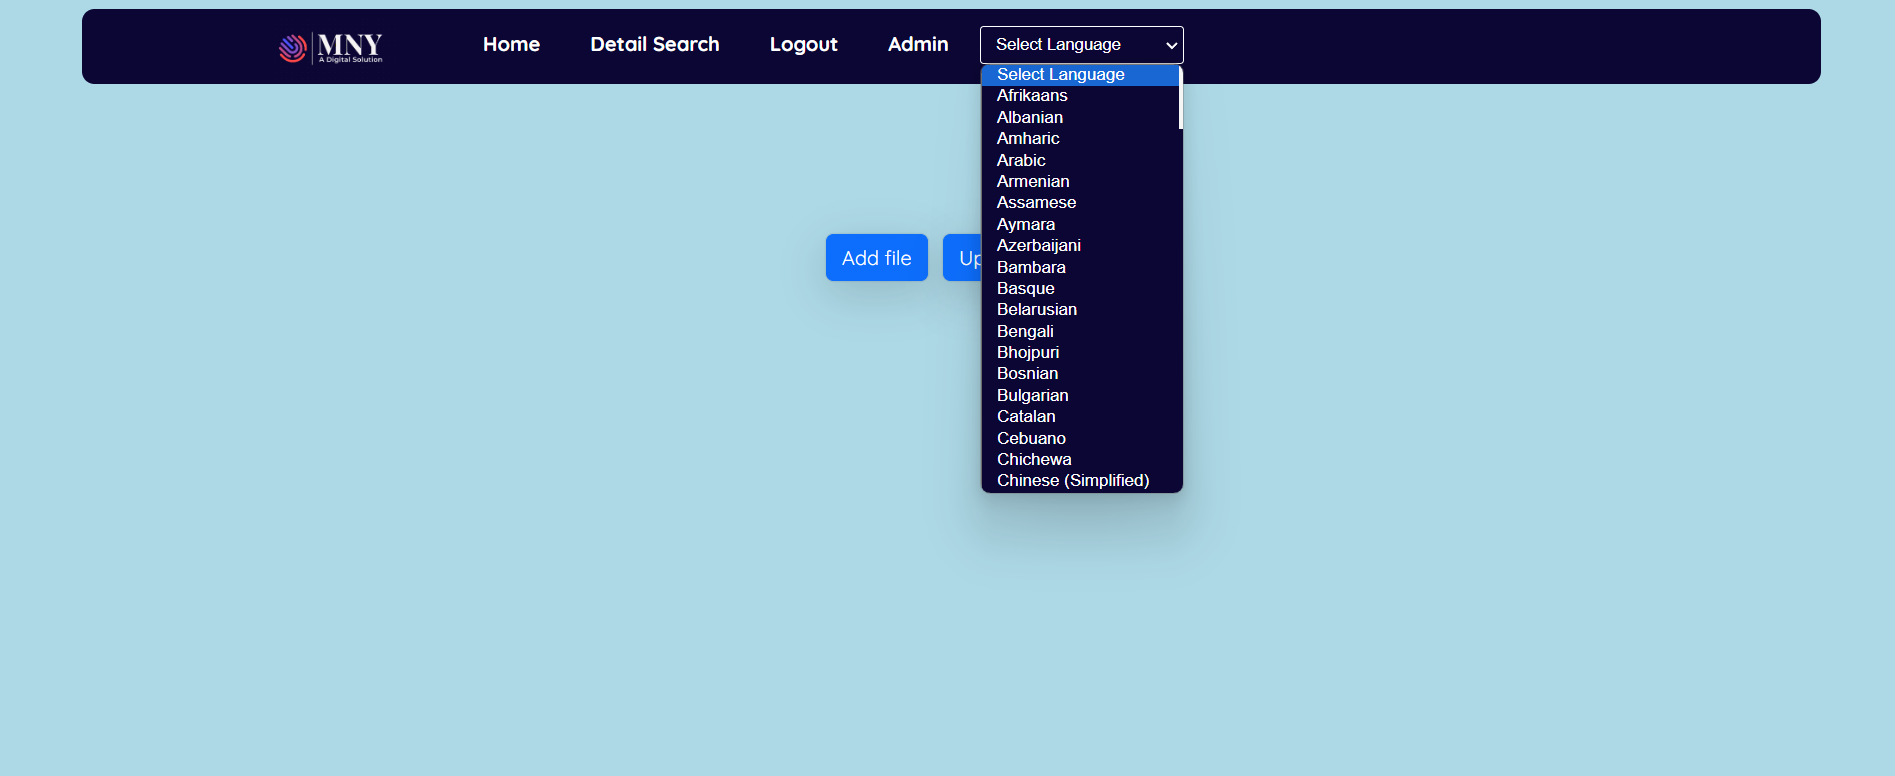 MNY
A Digital Solution
Home Detail Search Logout Admin Select Language
Select Language
Afrikaans
Albanian
Amharic
Arabic
Armenian
Assamese
Aymara
Azerbaijani
Add file
Bambara
Basque
Belarusian
Bengali
Bhojpuri
Bosnian
Bulgarian
Catalan
Cebuano
Chichewa
Chinese (Simplified)